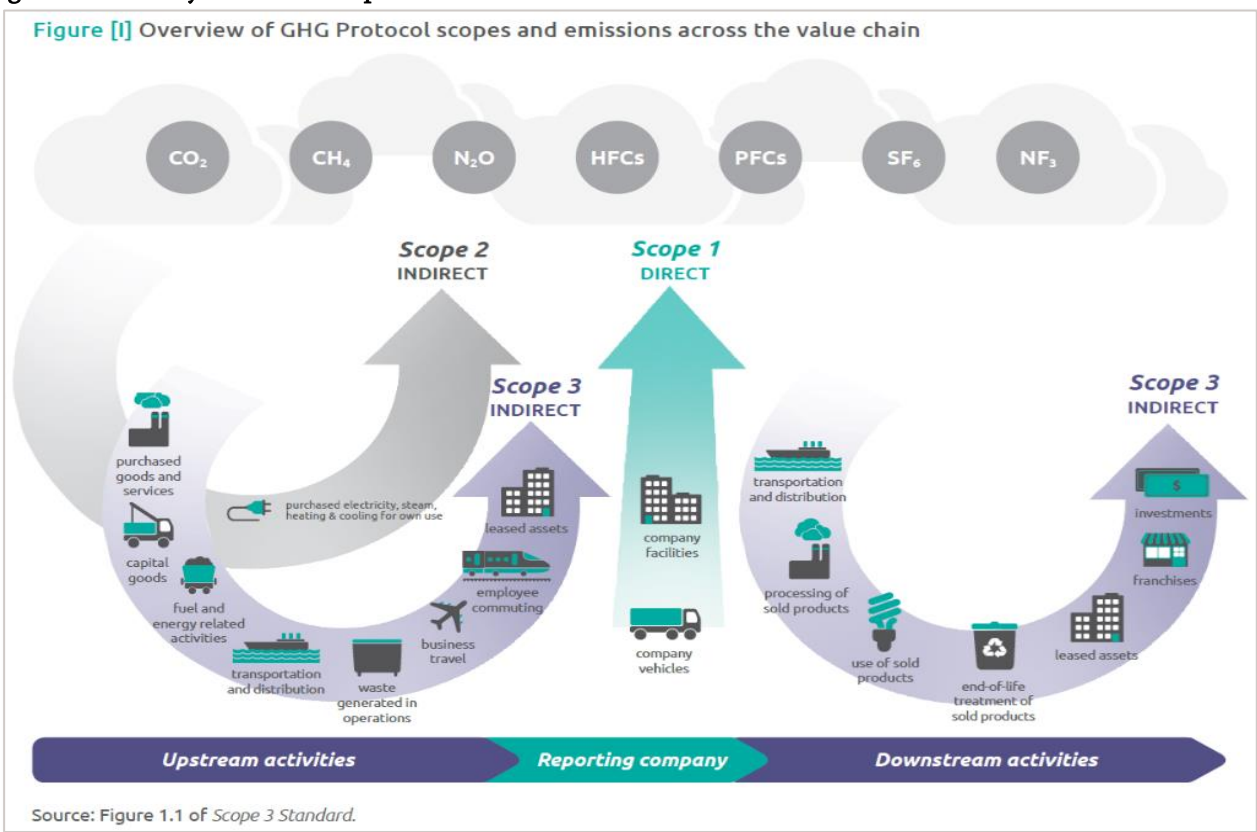 Figure [I] Overview of GHG Protocol scopes and emissions across the value chain
CO₂
CH₄
N₂O
HFCs
PFCs
SF₆
NF₃
Scope 2
INDIRECT
Scope 1
DIRECT
Scope 3
INDIRECT
Scope 3
INDIRECT
purchased
goods and
services
capital
goods
fuel and
energy related
activities
transportation
and distribution
waste
generated in
operations
business
travel
employee
commuting
leased assets
purchased electricity, steam,
heating & cooling for own use
company
facilities
company
vehicles
transportation
and distribution
processing of
sold products
use of sold
products
end-of-life
treatment of
sold products
leased assets
franchises
$
investments
Upstream activities
Reporting company
Downstream activities
Source: Figure 1.1 of Scope 3 Standard.